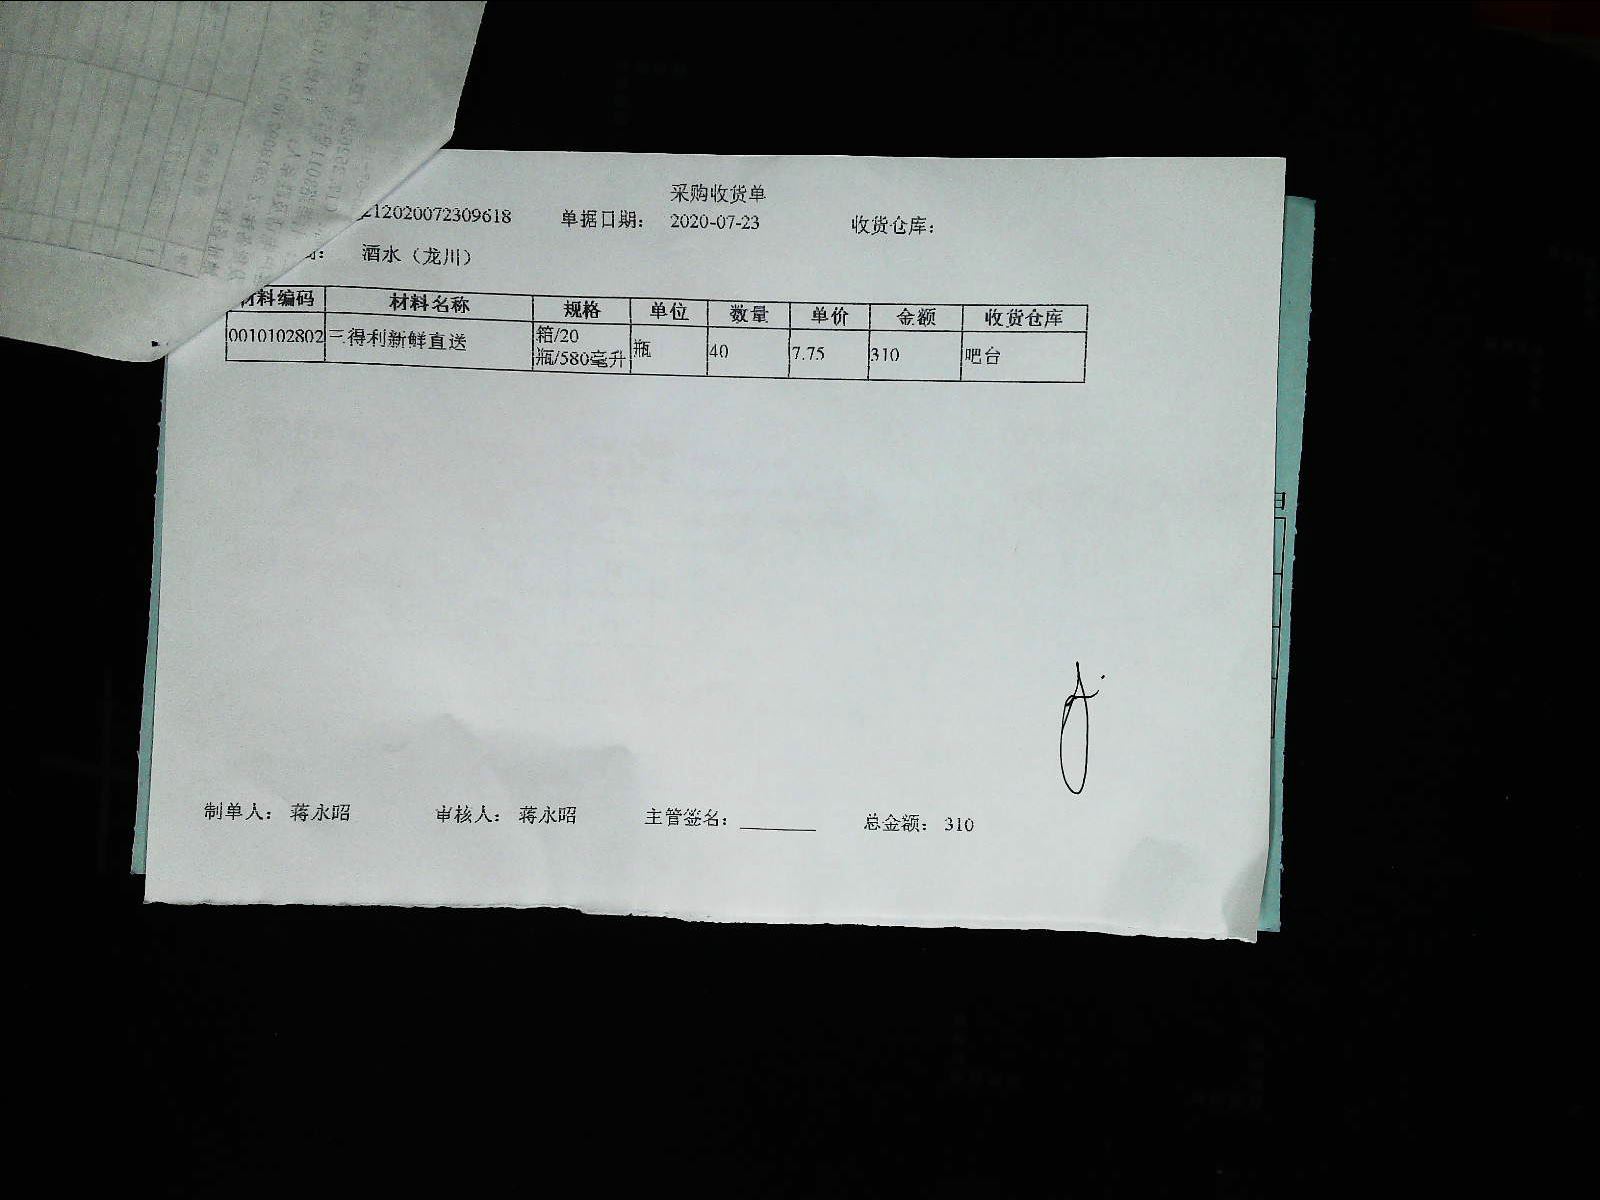 采购收货单
212020072309618 单据日期： 2020-07-23 收货仓库：
酒水（龙川）
材料编码 材料名称 规格 单位 数量 单价 金额 收货仓库
0010102802 三得利新鲜直送 箱/20 瓶 40 7.75 310 吧台
瓶/580毫升
制单人： 蒋永昭 审核人： 蒋永昭 主管签名： 总金额： 310